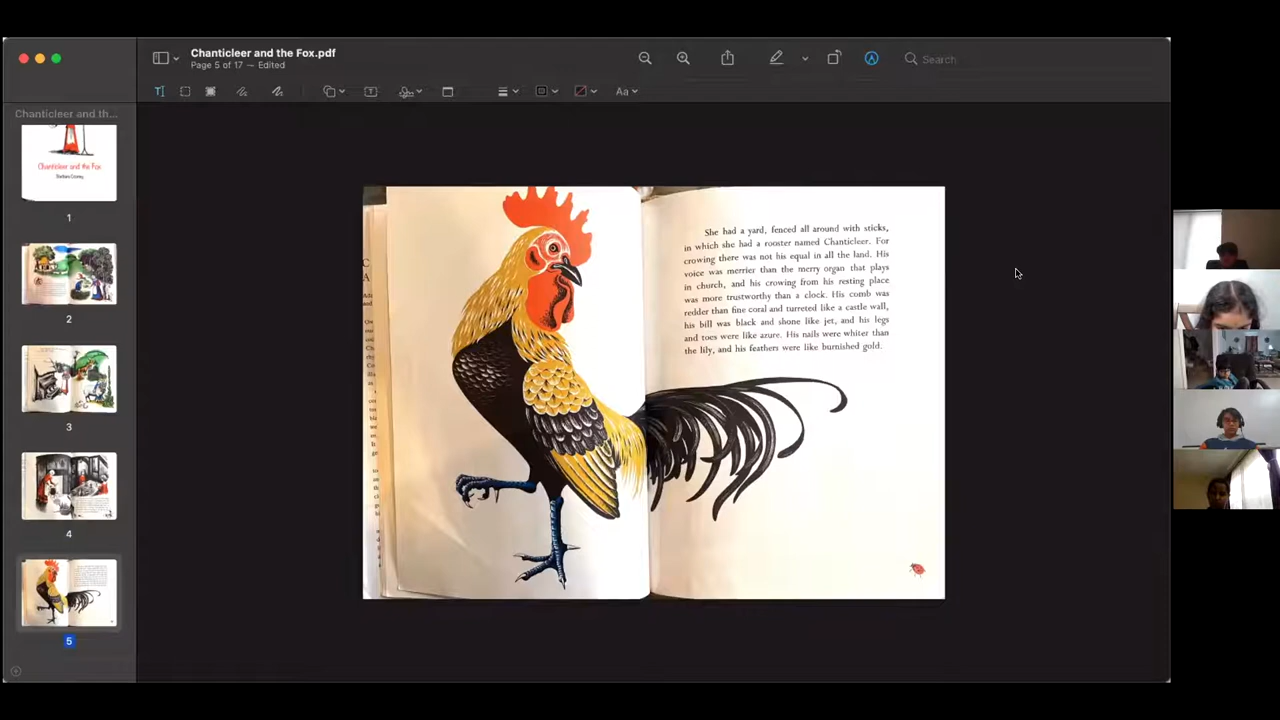 Chanticleer and the Fox.pdf
Page 5 of 17 — Edited
Search
Aa
Chanticleer and th...
Chanticleer and the Fox
Barbara Cooney
1
2
3
4
5
She had a yard, fenced all around with sticks,
in which she had a rooster named Chanticleer. For
crowing there was not his equal in all the land. His
voice was merrier than the merry organ that plays
in church, and his crowing from his resting place
was more trustworthy than a clock. His comb was
redder than fine coral and turreted like a castle wall,
his bill was black and shone like jet, and his legs
and toes were like azure. His nails were whiter than
the lily, and his feathers were like burnished gold.